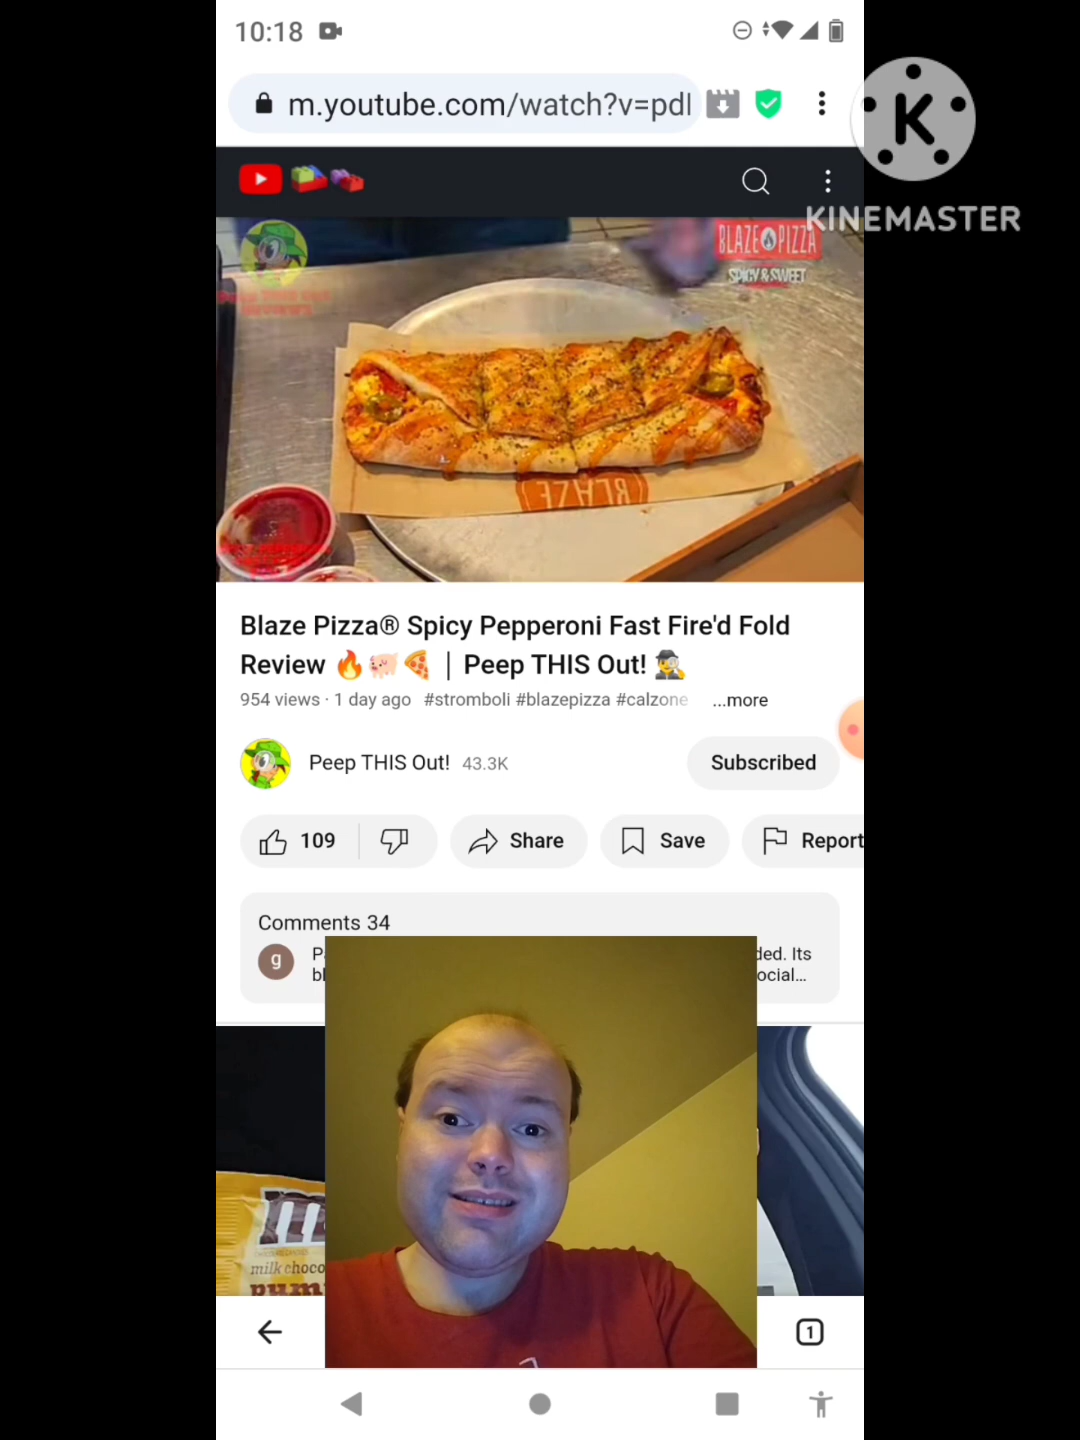 10:18
m.youtube.com/watch?v=pdl
K
KINEMASTER
BLAZE PIZZA
SPICY & SWEET
BLAZE
Blaze Pizza® Spicy Pepperoni Fast Fire'd Fold
Review 🔥🐖🍕 | Peep THIS Out! 🕵️
954 views · 1 day ago #stromboli #blazepizza #calzone ...more
Peep THIS Out! 43.3K
Subscribed
109
Share
Save
Report
Comments 34
g
ded. Its
ocial...
milk choco
1